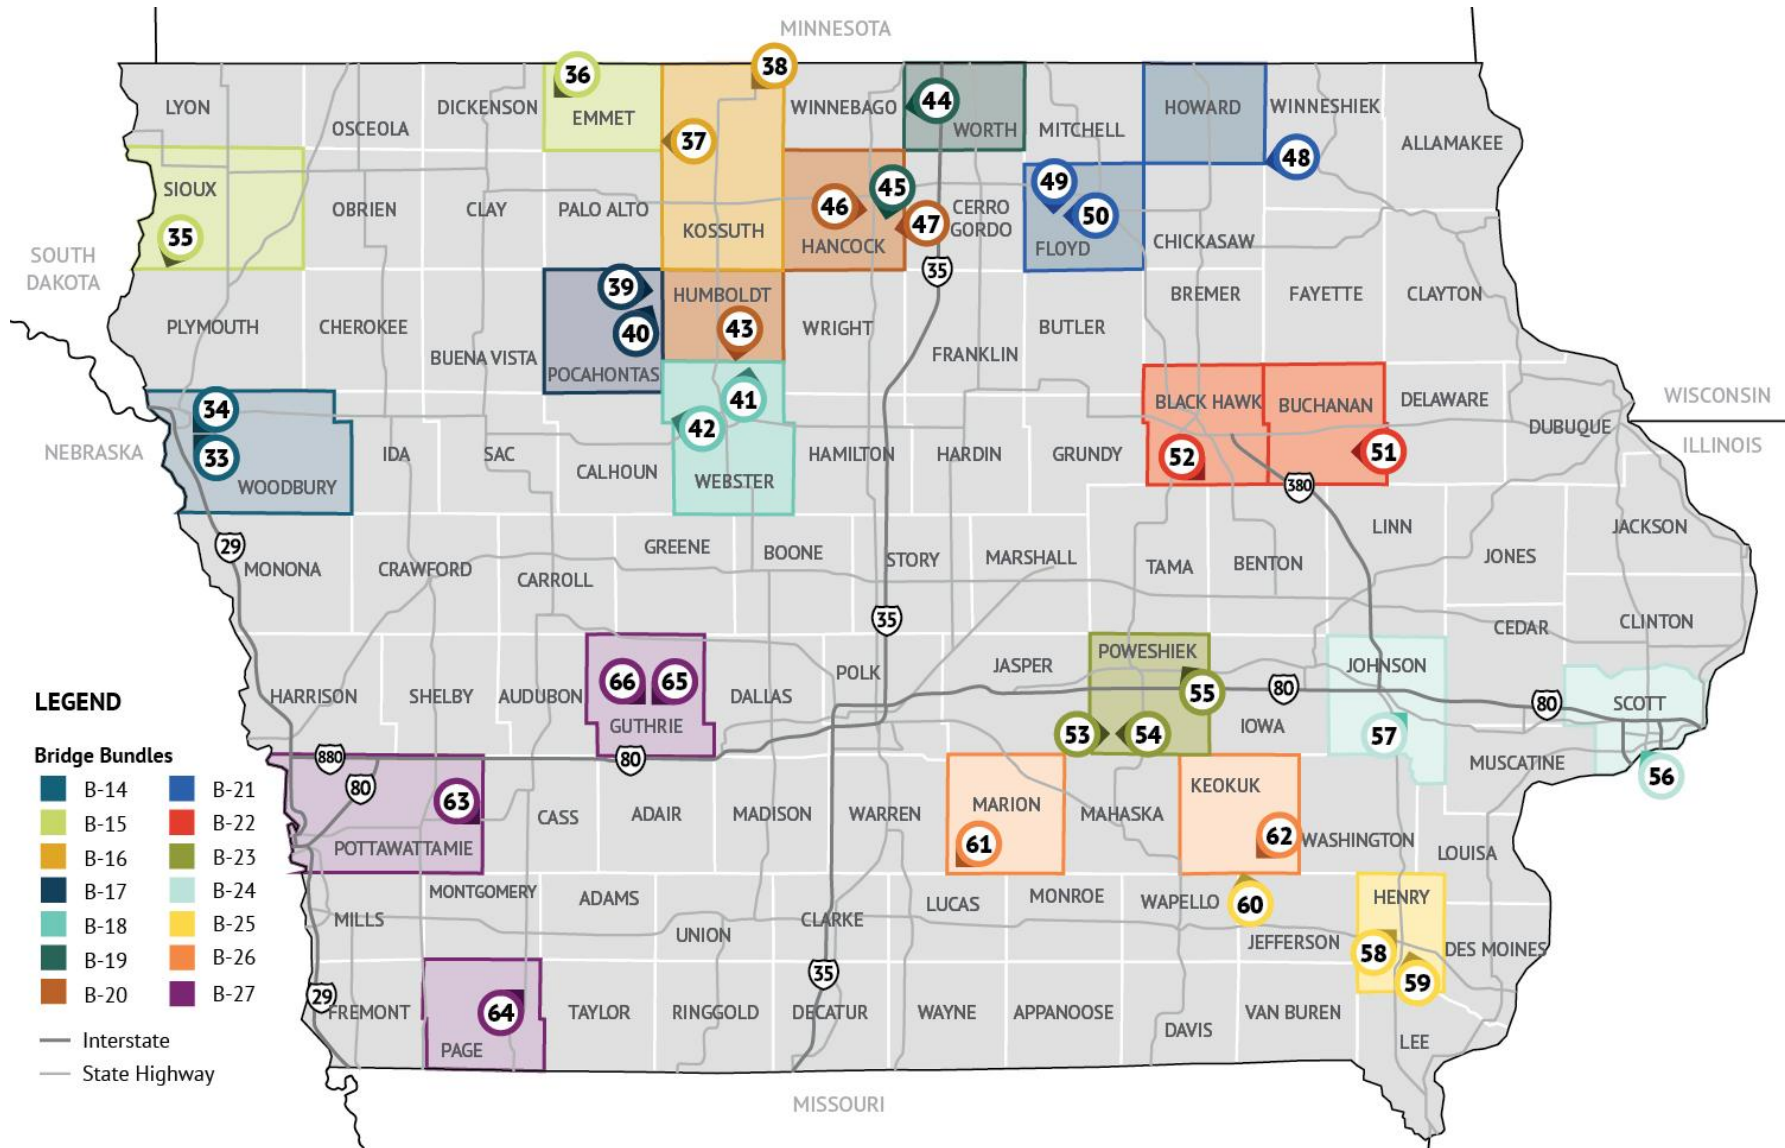 MINNESOTA
36
38
LYON
DICKENSON
EMMET
WINNEBAGO
44
HOWARD
WINNESHIEK
OSCEOLA
37
WORTH
MITCHELL
ALLAMAKEE
48
SIOUX
OBRIEN
CLAY
PALO ALTO
KOSSUTH
46
45
47
HANCOCK
CERRO
GORDO
49
50
FLOYD
CHICKASAW
35
SOUTH
DAKOTA
39
HUMBOLDT
35
BREMER
FAYETTE
CLAYTON
PLYMOUTH
CHEROKEE
40
43
WRIGHT
BUTLER
BUENA VISTA
POCAHONTAS
FRANKLIN
WISCONSIN
34
41
BLACK HAWK
BUCHANAN
DELAWARE
DUBUQUE
NEBRASKA
33
42
ILLINOIS
IDA
SAC
CALHOUN
HAMILTON
HARDIN
GRUNDY
52
51
WOODBURY
WEBSTER
380
29
LINN
JACKSON
MONONA
CRAWFORD
CARROLL
GREENE
BOONE
STORY
MARSHALL
TAMA
BENTON
JONES
35
CEDAR
CLINTON
POWESHIEK
JASPER
JOHNSON
POLK
HARRISON
SHELBY
AUDUBON
66
65
DALLAS
55
80
80
SCOTT
GUTHRIE
53
54
IOWA
57
880
80
MUSCATINE
56
80
63
CASS
ADAIR
MADISON
WARREN
MARION
MAHASKA
KEOKUK
POTTAWATTAMIE
61
62
WASHINGTON
LOUISA
MONTGOMERY
ADAMS
MILLS
UNION
CLARKE
LUCAS
MONROE
WAPELLO
60
HENRY
JEFFERSON
58
DES MOINES
35
59
29
FREMONT
64
PAGE
TAYLOR
RINGGOLD
DECATUR
WAYNE
APPANOOSE
DAVIS
VAN BUREN
LEE
MISSOURI
LEGEND
Bridge Bundles
B-14
B-21
B-15
B-22
B-16
B-23
B-17
B-24
B-18
B-25
B-19
B-26
B-20
B-27
Interstate
State Highway